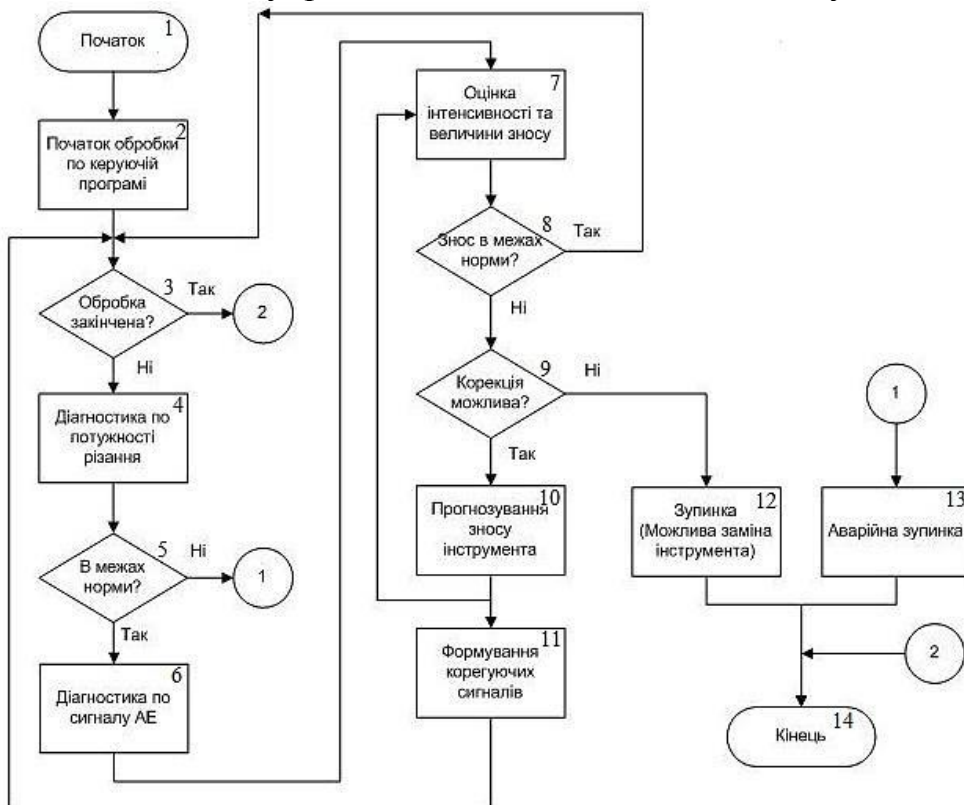 1
Початок
2
Початок обробки
по керуючій
програмі
3
Обробка
закінчена?
Так
2
Ні
4
Діагностика по
потужності
різання
5
В межах
норми?
Ні
1
Так
6
Діагностика по
сигналу АЕ
7
Оцінка
інтенсивності та
величини зносу
8
Знос в межах
норми?
Так
Ні
9
Корекція
можлива?
Ні
Так
10
Прогнозування
зносу
інструмента
11
Формування
корегуючих
сигналів
12
Зупинка
(Можлива заміна
інструмента)
1
13
Аварійна зупинка
2
14
Кінець